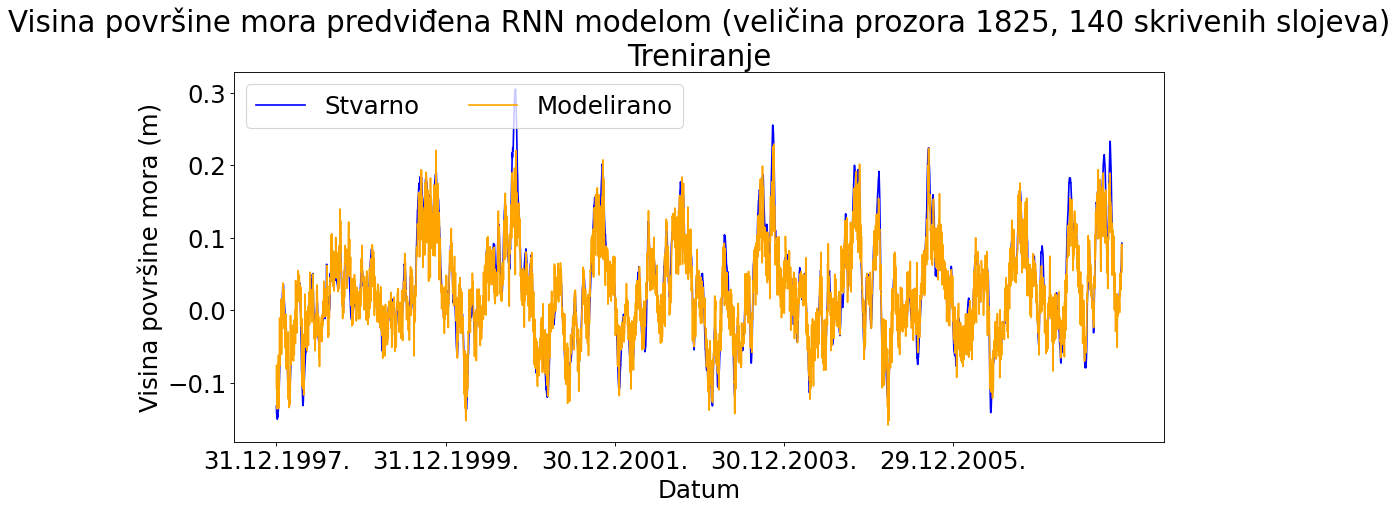 Visina površine mora predviđena RNN modelom (veličina prozora 1825, 140 skrivenih slojeva)
Treniranje
Stvarno Modelirano
Visina površine mora (m)
0.3
0.2
0.1
0.0
−0.1
31.12.1997. 31.12.1999. 30.12.2001. 30.12.2003. 29.12.2005.
Datum